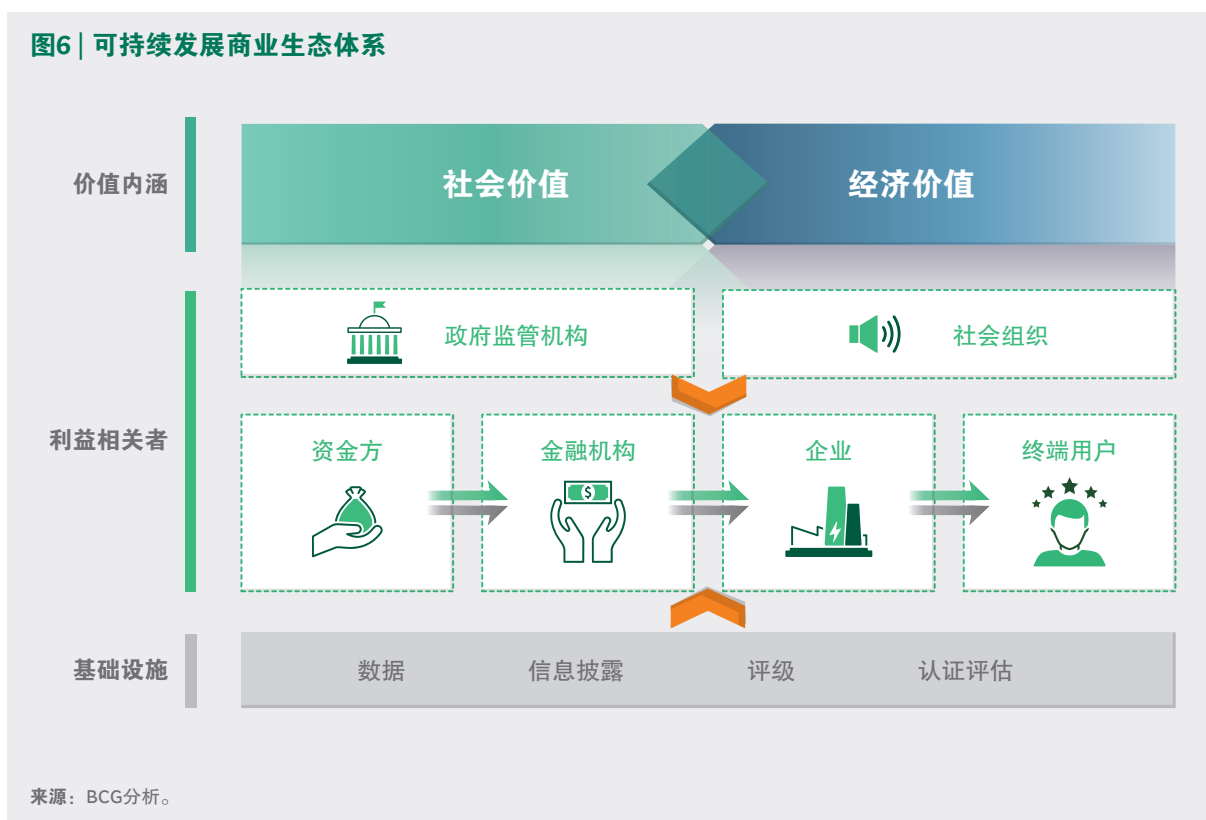 图6 | 可持续发展商业生态体系
价值内涵
社会价值
经济价值
政府监管机构
社会组织
利益相关者
资金方
金融机构
企业
终端用户
$
基础设施
数据
信息披露
评级
认证评估
来源：BCG分析。